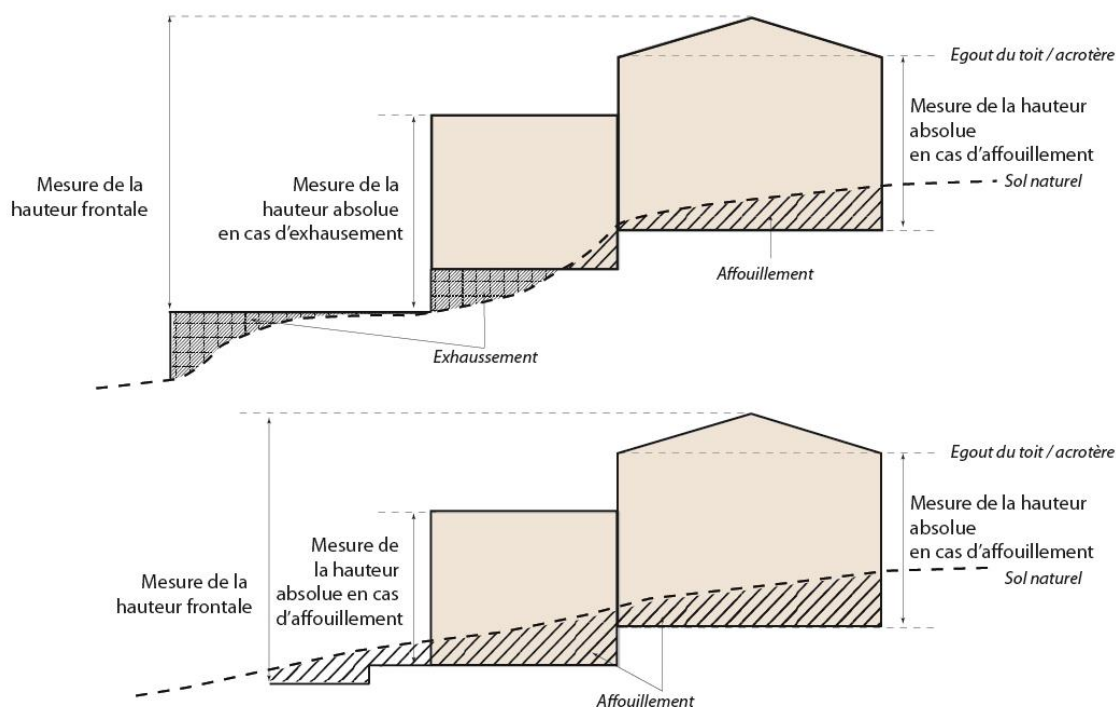 Egout du toit / acrotère
Mesure de la hauteur
absolue
en cas d'affouillement
Sol naturel
Mesure de la
hauteur frontale
Mesure de la
hauteur absolue
en cas d'exhausement
Affouillement
Exhaussement
Egout du toit / acrotère
Mesure de la hauteur
absolue
en cas d'affouillement
Sol naturel
Mesure de
la hauteur
absolue en cas
d'affouillement
Mesure de la
hauteur frontale
Affouillement